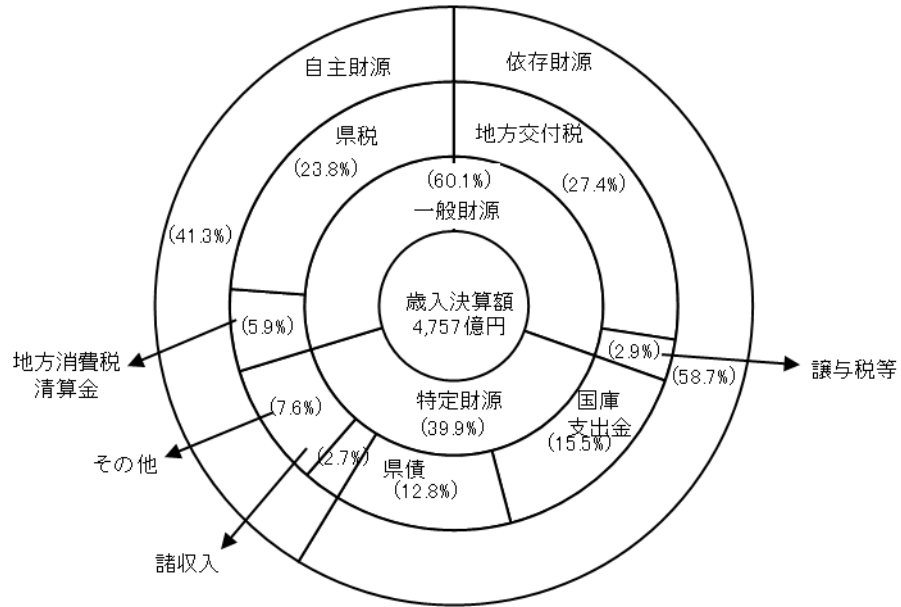 自主財源
依存財源
県税
(23.8%)
地方交付税
(27.4%)
(60.1%)
一般財源
(41.3%)
歳入決算額
4,757億円
(5.9%)
地方消費税
清算金
(2.9%)
譲与税等
(58.7%)
特定財源
(39.9%)
国庫
支出金
(15.5%)
(7.6%)
その他
(2.7%)
諸収入
県債
(12.8%)